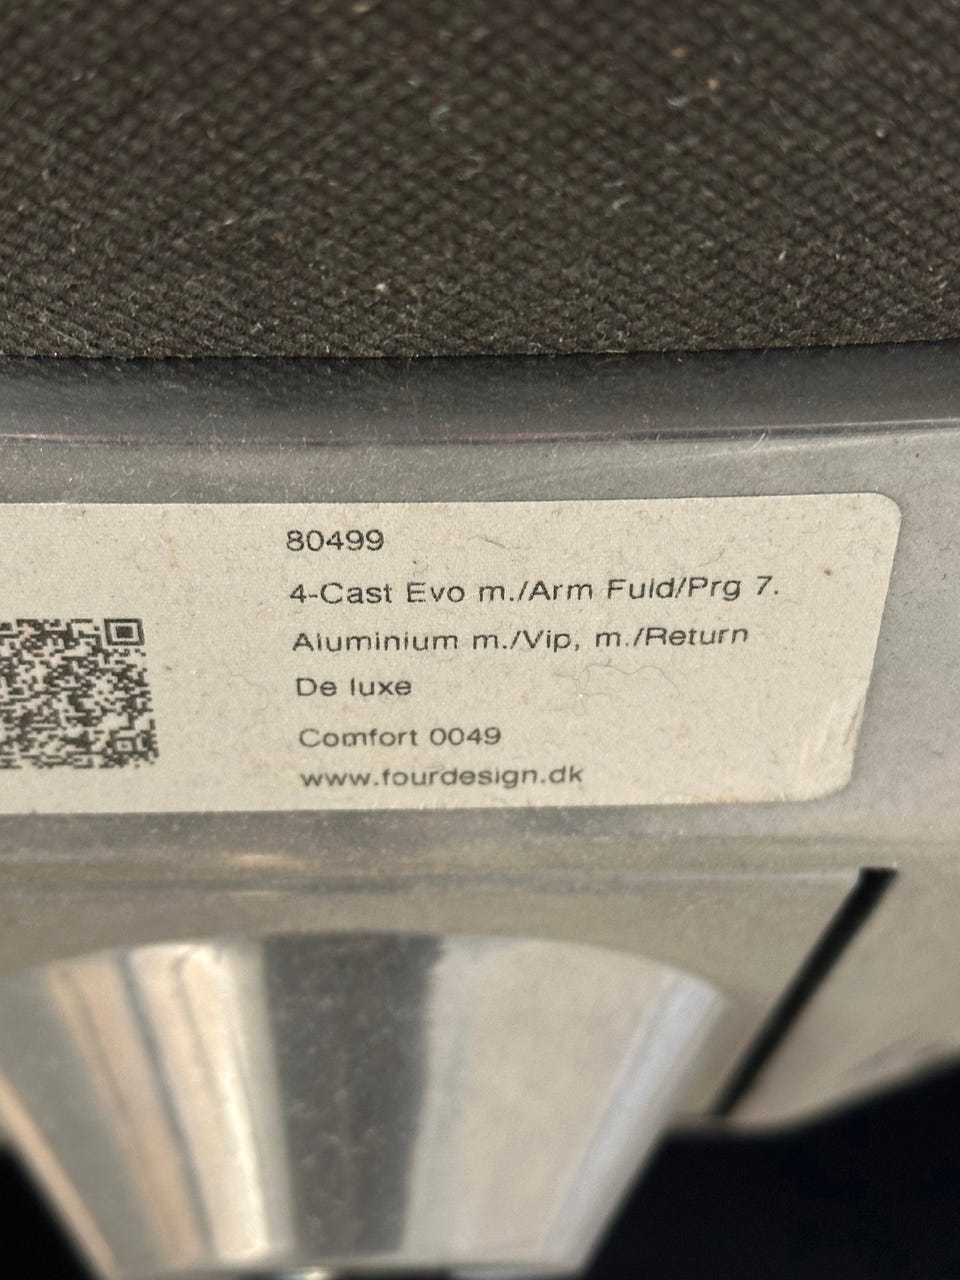 80499
4-Cast Evo m./Arm Fuld/Prg 7.
Aluminium m./Vip, m./Return
De luxe
Comfort 0049
www.fourdesign.dk